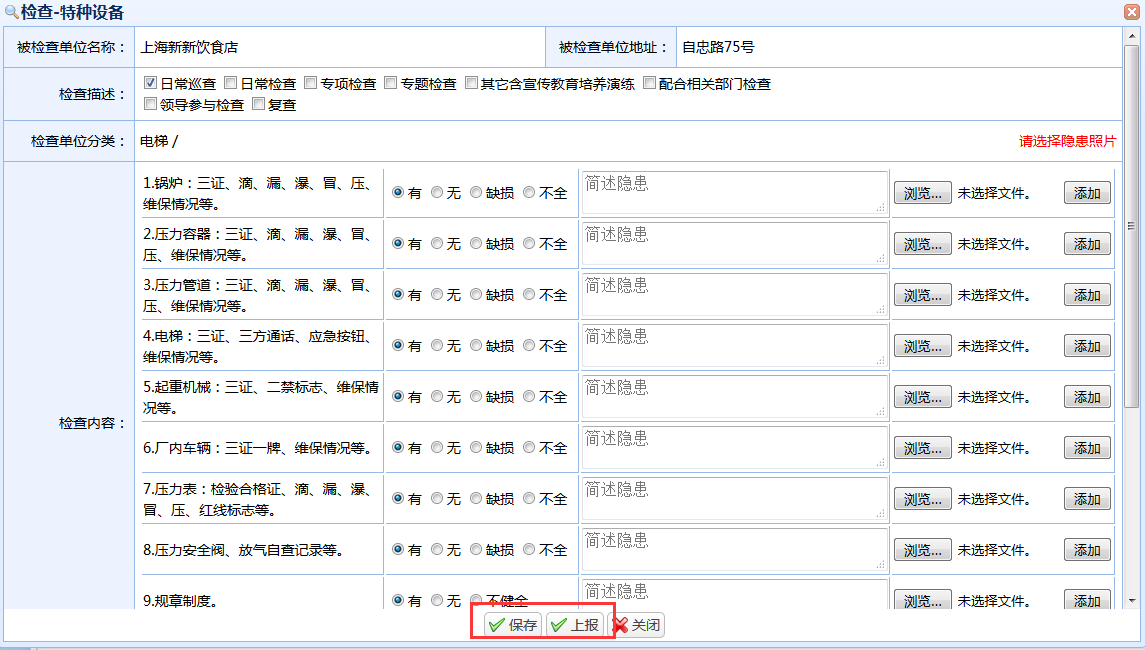 检查-特种设备
被检查单位名称： 上海新新饮食店 被检查单位地址： 自忠路75号
检查描述： 日常巡查 日常检查 专项检查 专题检查 其它含宣传教育培养演练 配合相关部门检查
领导参与检查 复查
检查单位分类： 电梯 / 请选择隐患照片
检查内容：
1.锅炉：三证、滴、漏、瀑、冒、压、
维保情况等。
有 无 缺损 不全 简述隐患 浏览... 未选择文件。 添加
2.压力容器：三证、滴、漏、瀑、冒、
压、维保情况等。
有 无 缺损 不全 简述隐患 浏览... 未选择文件。 添加
3.压力管道：三证、滴、漏、瀑、冒、
压、维保情况等。
有 无 缺损 不全 简述隐患 浏览... 未选择文件。 添加
4.电梯：三证、三方通话、应急按钮、
维保情况等。
有 无 缺损 不全 简述隐患 浏览... 未选择文件。 添加
5.起重机械：三证、二禁标志、维保情
况等。
有 无 缺损 不全 简述隐患 浏览... 未选择文件。 添加
6.厂内车辆：三证一牌、维保情况等。 有 无 缺损 不全 简述隐患 浏览... 未选择文件。 添加
7.压力表：检验合格证、滴、漏、瀑、
冒、压、红线标志等。
有 无 缺损 不全 简述隐患 浏览... 未选择文件。 添加
8.压力安全阀、放气自查记录等。 有 无 缺损 不全 简述隐患 浏览... 未选择文件。 添加
9.规章制度。 有 无 不健全 简述隐患 浏览... 未选择文件。 添加
保存 上报 关闭